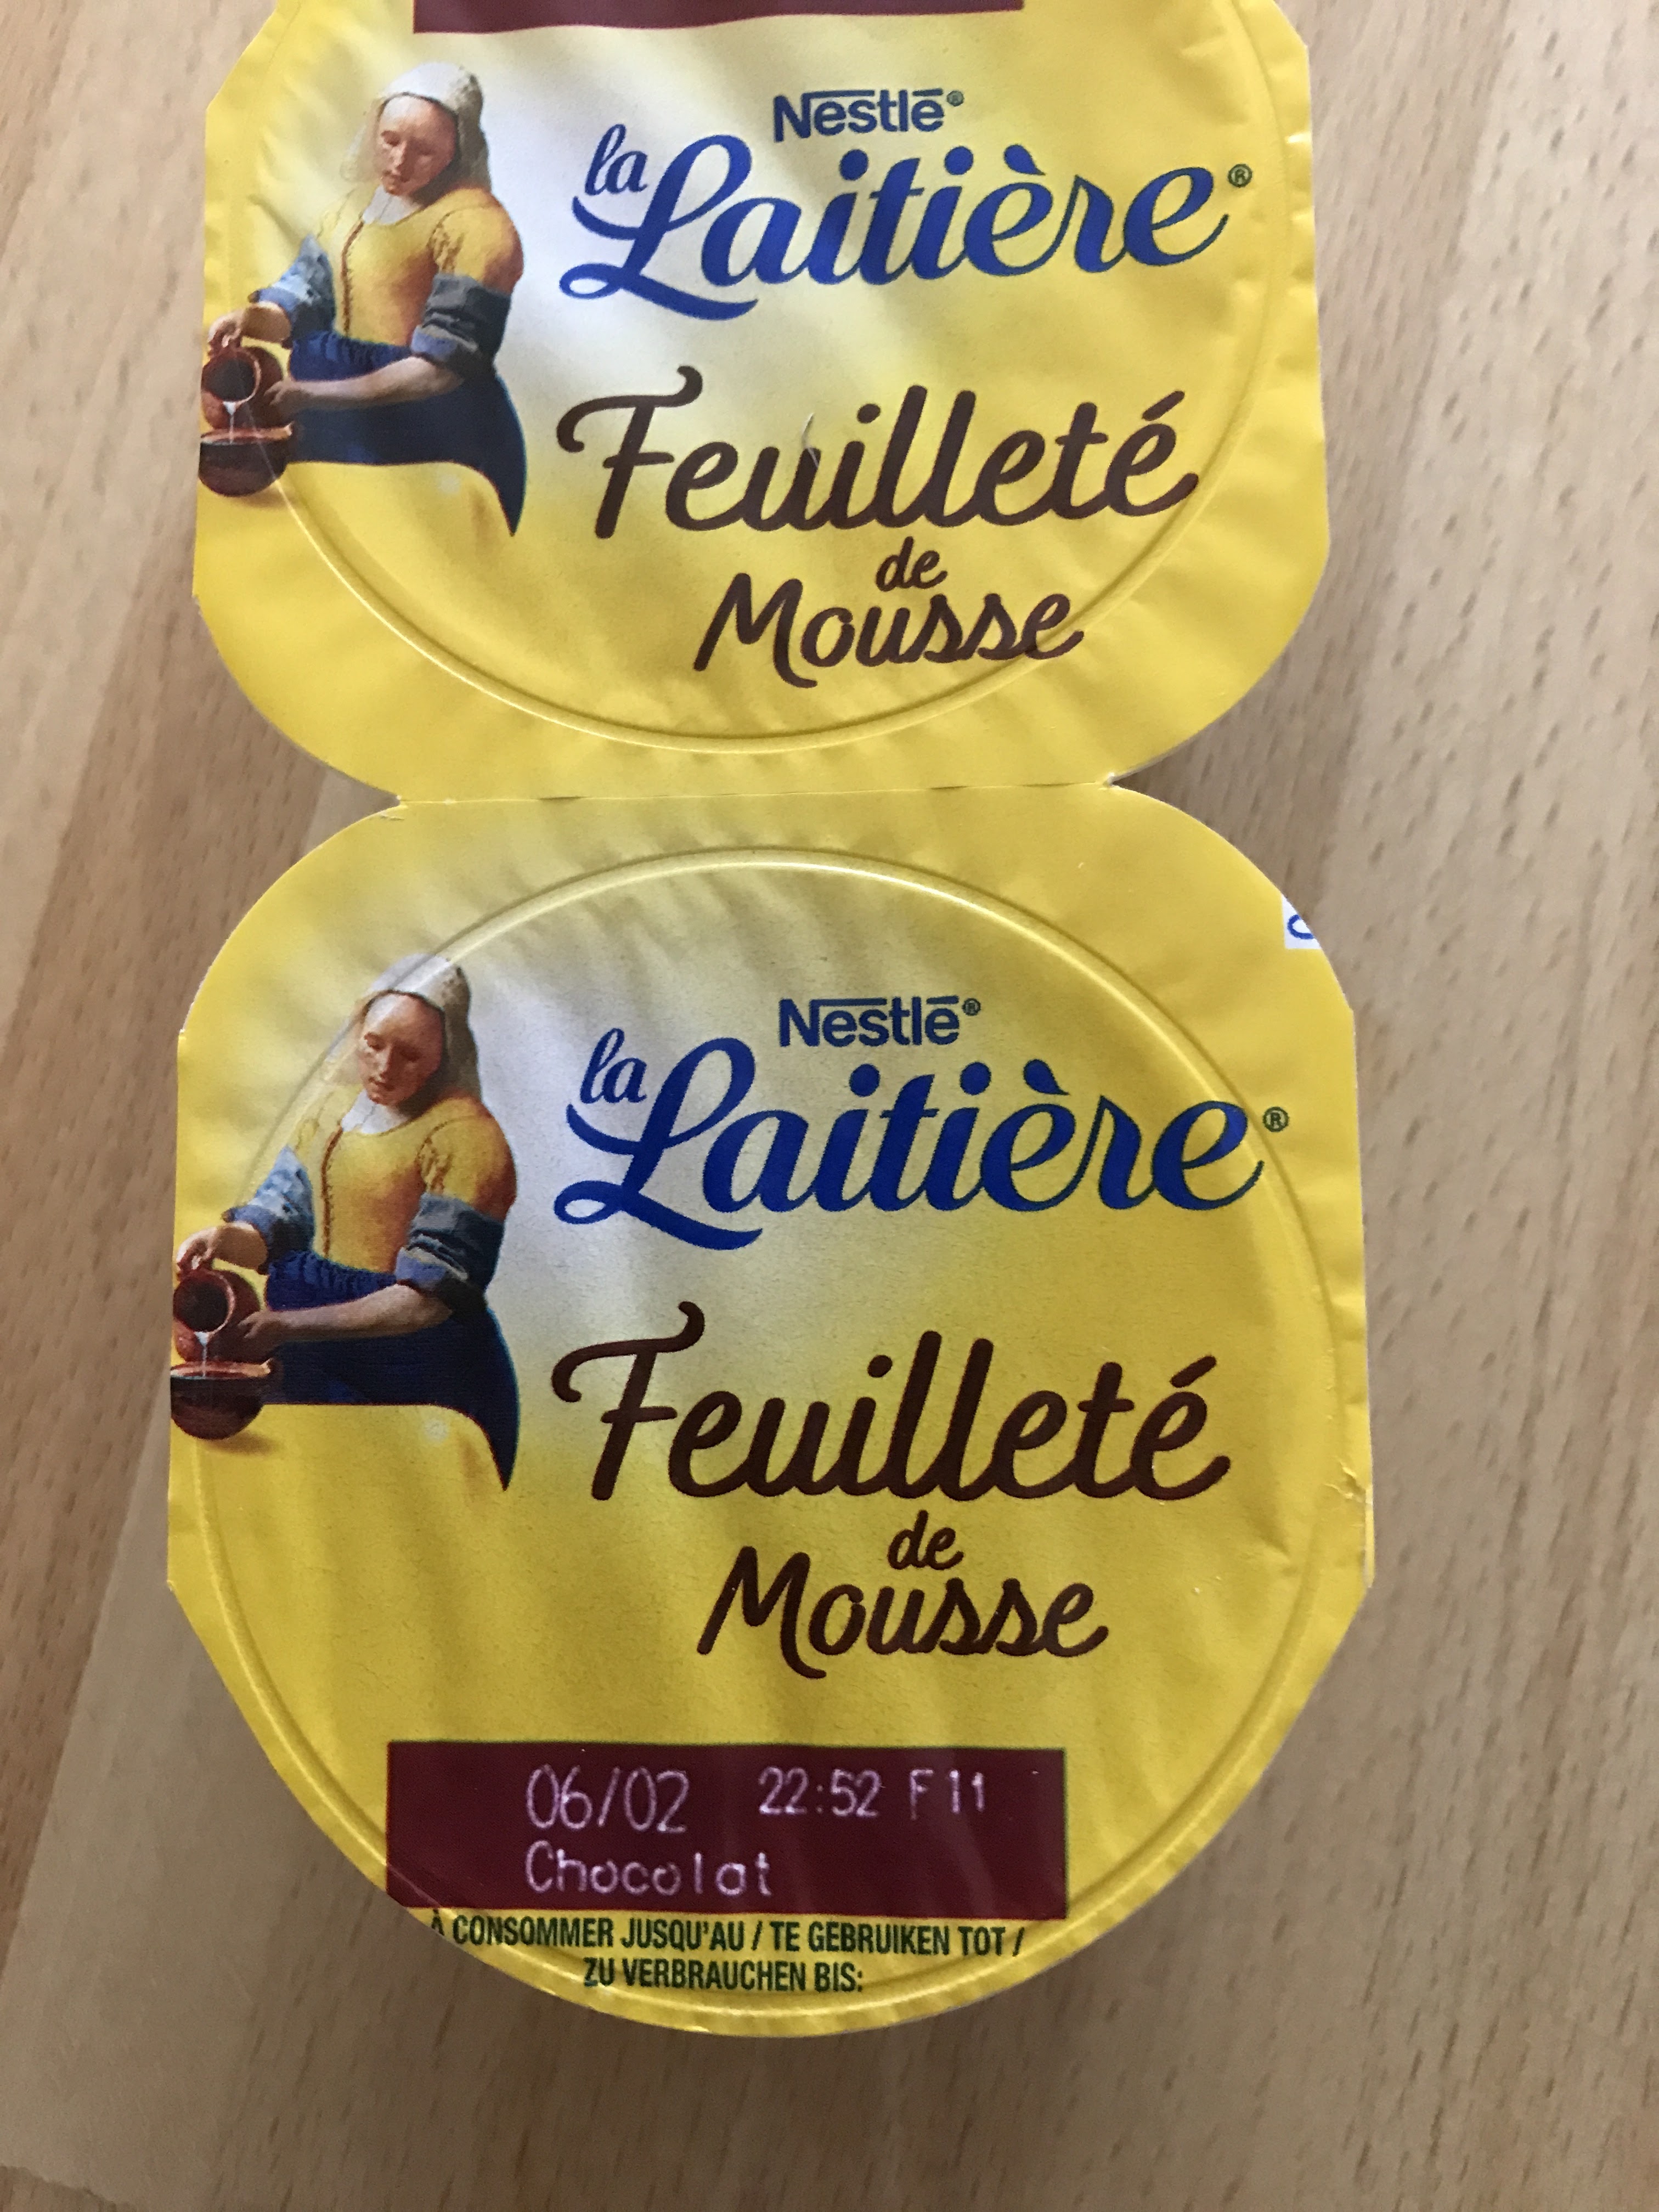 Nestlé®
la Laitière®
Feuilleté
de
Mousse
Nestlé®
la Laitière®
Feuilleté
de
Mousse
06/02 22:52 F11
Chocolat
À CONSOMMER JUSQU'AU / TE GEBRUIKEN TOT /
ZU VERBRAUCHEN BIS: